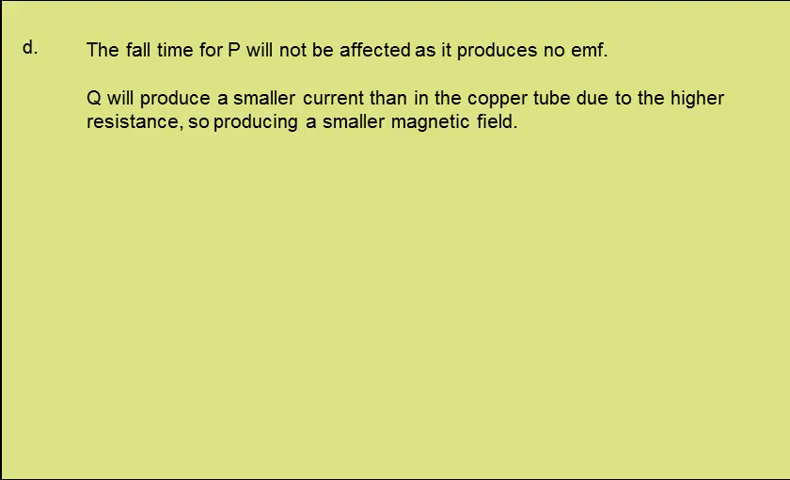 d. The fall time for P will not be affected as it produces no emf.
Q will produce a smaller current than in the copper tube due to the higher
resistance, so producing a smaller magnetic field.